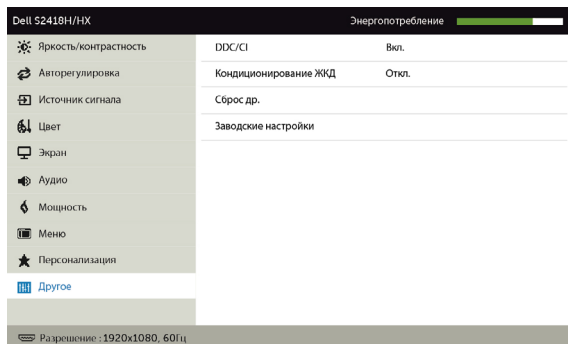 Dell S2418H/HX Энергопотребление
Яркость/контрастность DDC/CI Вкл.
Авторегулировка Кондиционирование ЖКД Откл.
Источник сигнала Сброс др.
Цвет Заводские настройки
Экран
Аудио
Мощность
Меню
Персонализация
Другое
Разрешение : 1920x1080, 60Гц